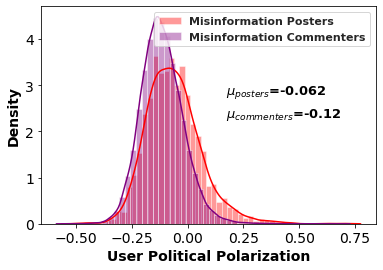 Misinformation Posters
Misinformation Commenters
μposters=-0.062
μcommenters=-0.12
Density
4
3
2
1
0
−0.50 −0.25 0.00 0.25 0.50 0.75
User Political Polarization